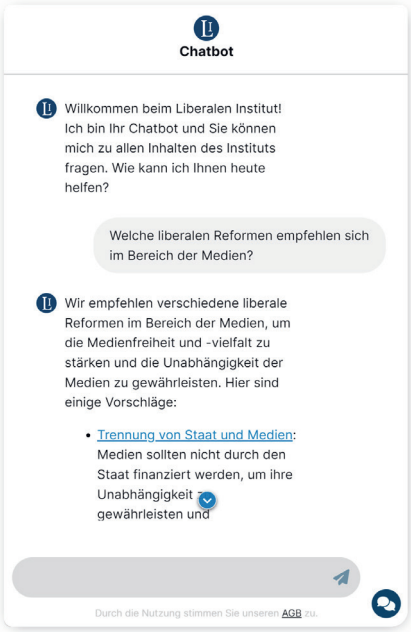 LI
Chatbot
LI
Willkommen beim Liberalen Institut!
Ich bin Ihr Chatbot und Sie können
mich zu allen Inhalten des Instituts
fragen. Wie kann ich Ihnen heute
helfen?
Welche liberalen Reformen empfehlen sich
im Bereich der Medien?
LI
Wir empfehlen verschiedene liberale
Reformen im Bereich der Medien, um
die Medienfreiheit und -vielfalt zu
stärken und die Unabhängigkeit der
Medien zu gewährleisten. Hier sind
einige Vorschläge:
• Trennung von Staat und Medien:
Medien sollten nicht durch den
Staat finanziert werden, um ihre
Unabhängigkeit
gewährleisten und
Durch die Nutzung stimmen Sie unseren AGB zu.